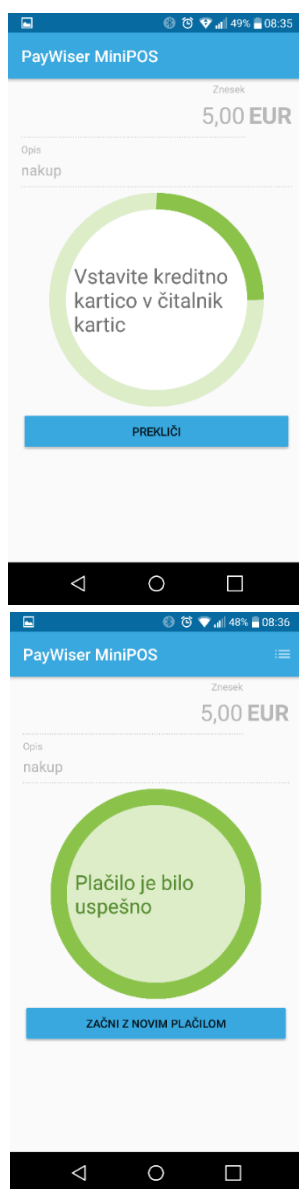 49% 08:35
PayWiser MiniPOS
Znesek
5,00 EUR
Opis
nakup
Vstavite kreditno
kartico v čitalnik
kartic
PREKLIČI
48% 08:36
PayWiser MiniPOS
Znesek
5,00 EUR
Opis
nakup
Plačilo je bilo
uspešno
ZAČNI Z NOVIM PLAČILOM